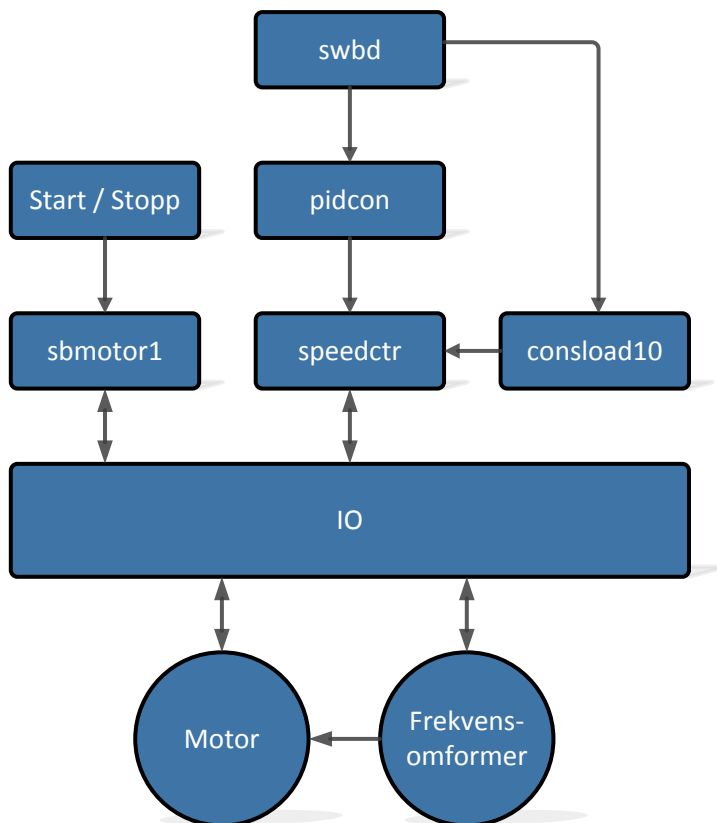 swbd
Start / Stopp
pidcon
sbmotor1
speedctr
consload10
IO
Motor
Frekvens-
omformer